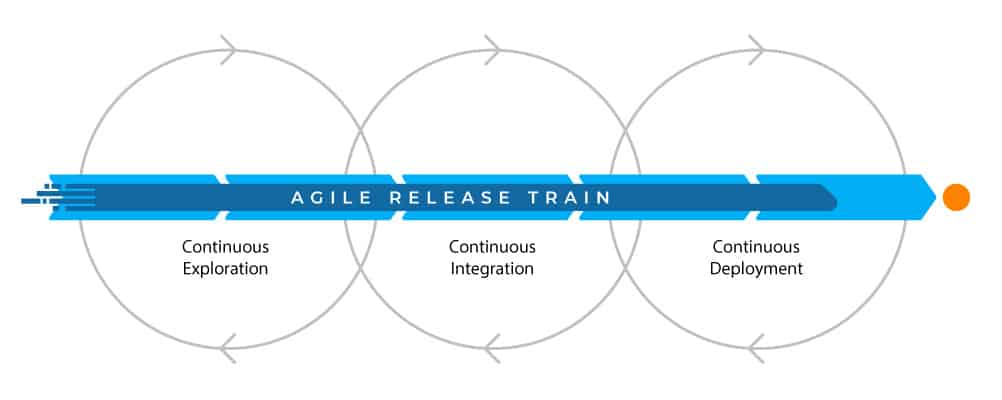 AGILE RELEASE TRAIN
Continuous
Exploration
Continuous
Integration
Continuous
Deployment